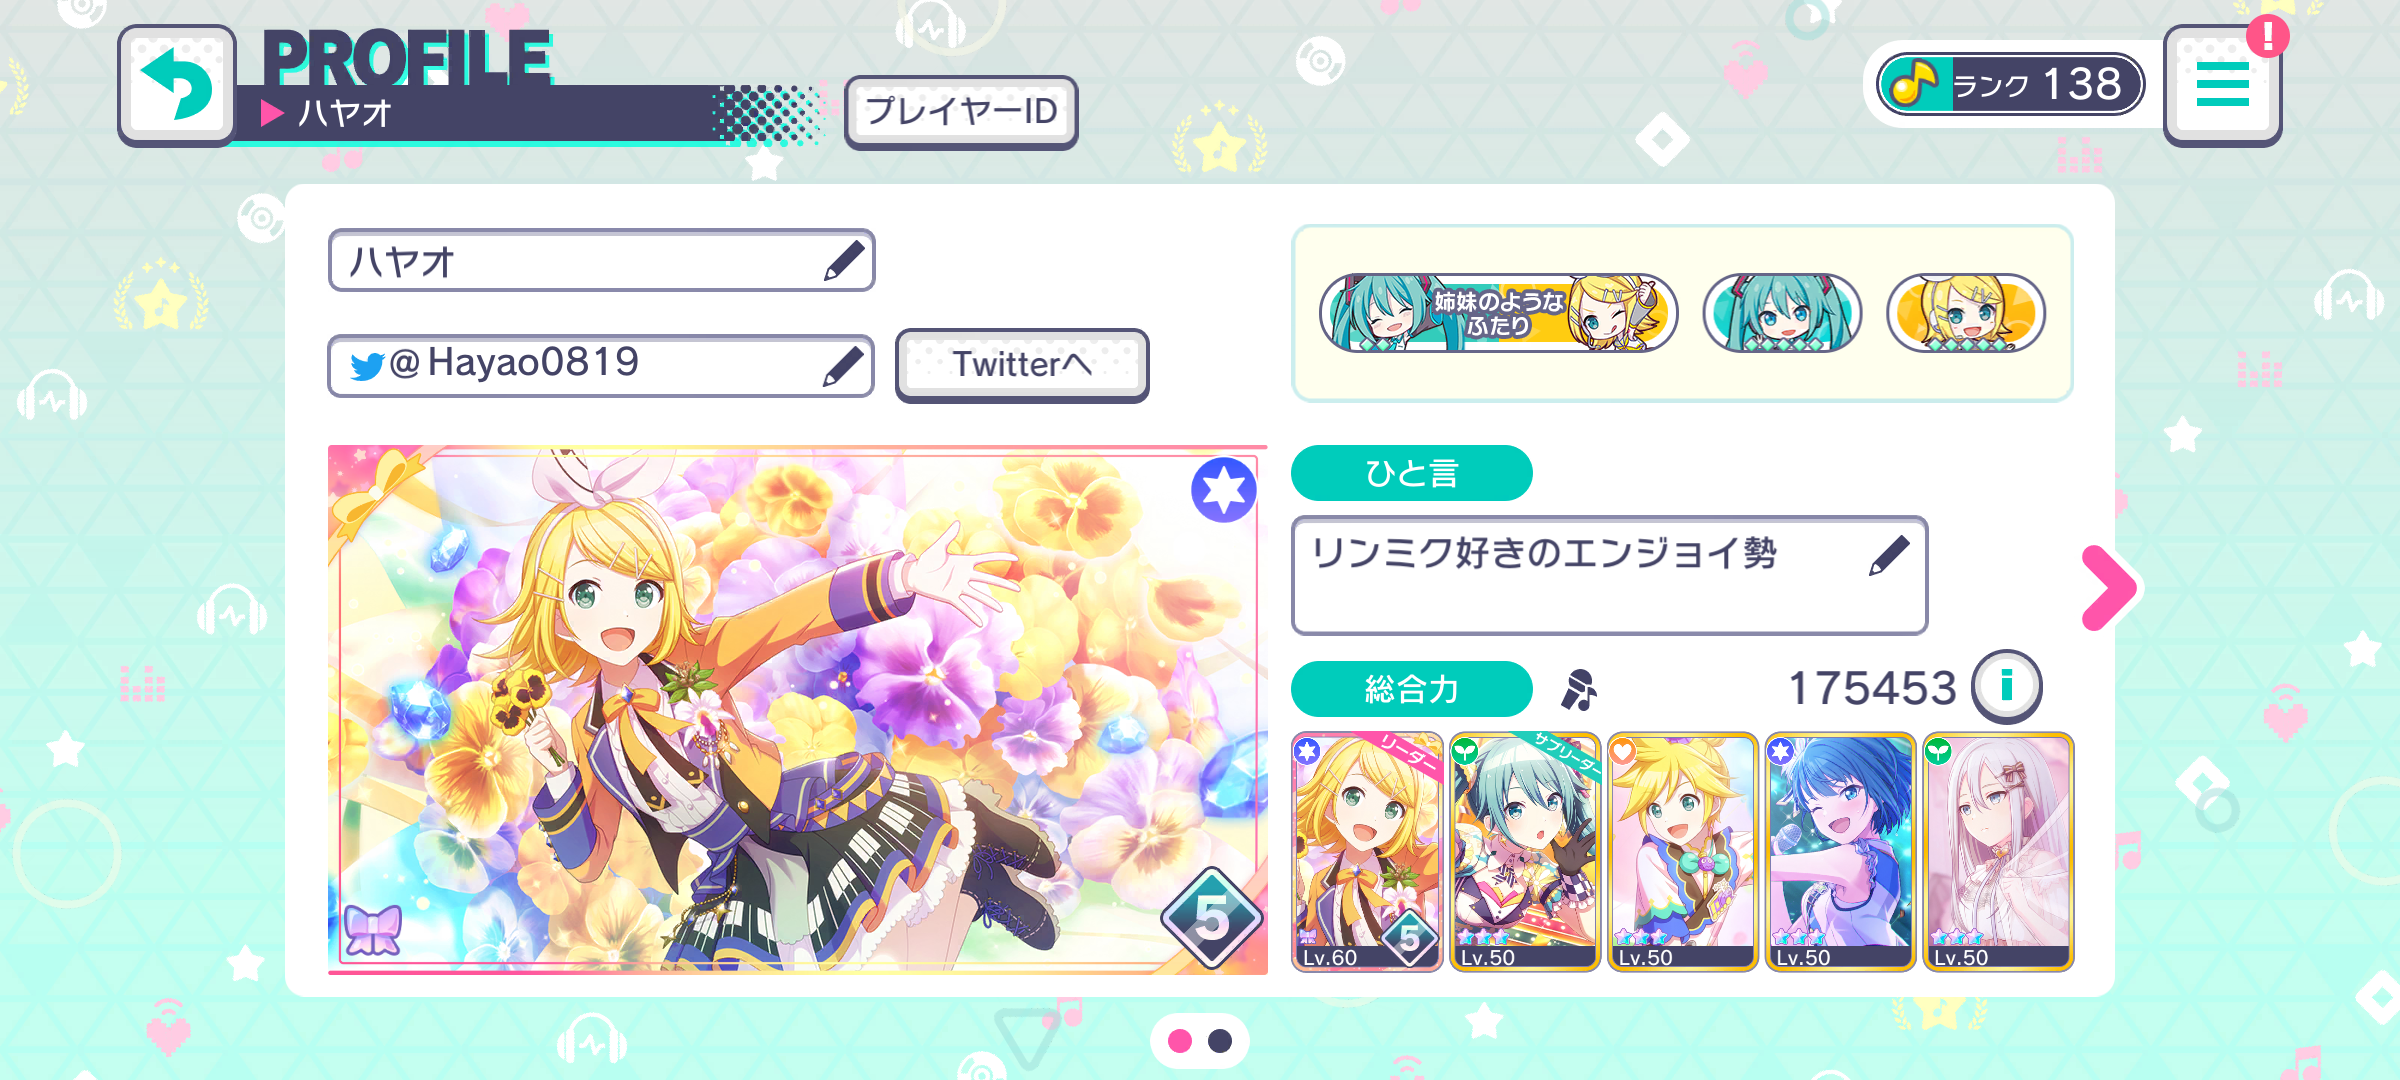 PROFILE
ハヤオ
プレイヤーID
ランク 138
!
ハヤオ
@Hayao0819
Twitterへ
姉妹のような
ふたり
ひと言
リンミク好きのエンジョイ勢
総合力
175453
i
5
リーダー
サブリーダー
5
Lv.60
Lv.50
Lv.50
Lv.50
Lv.50